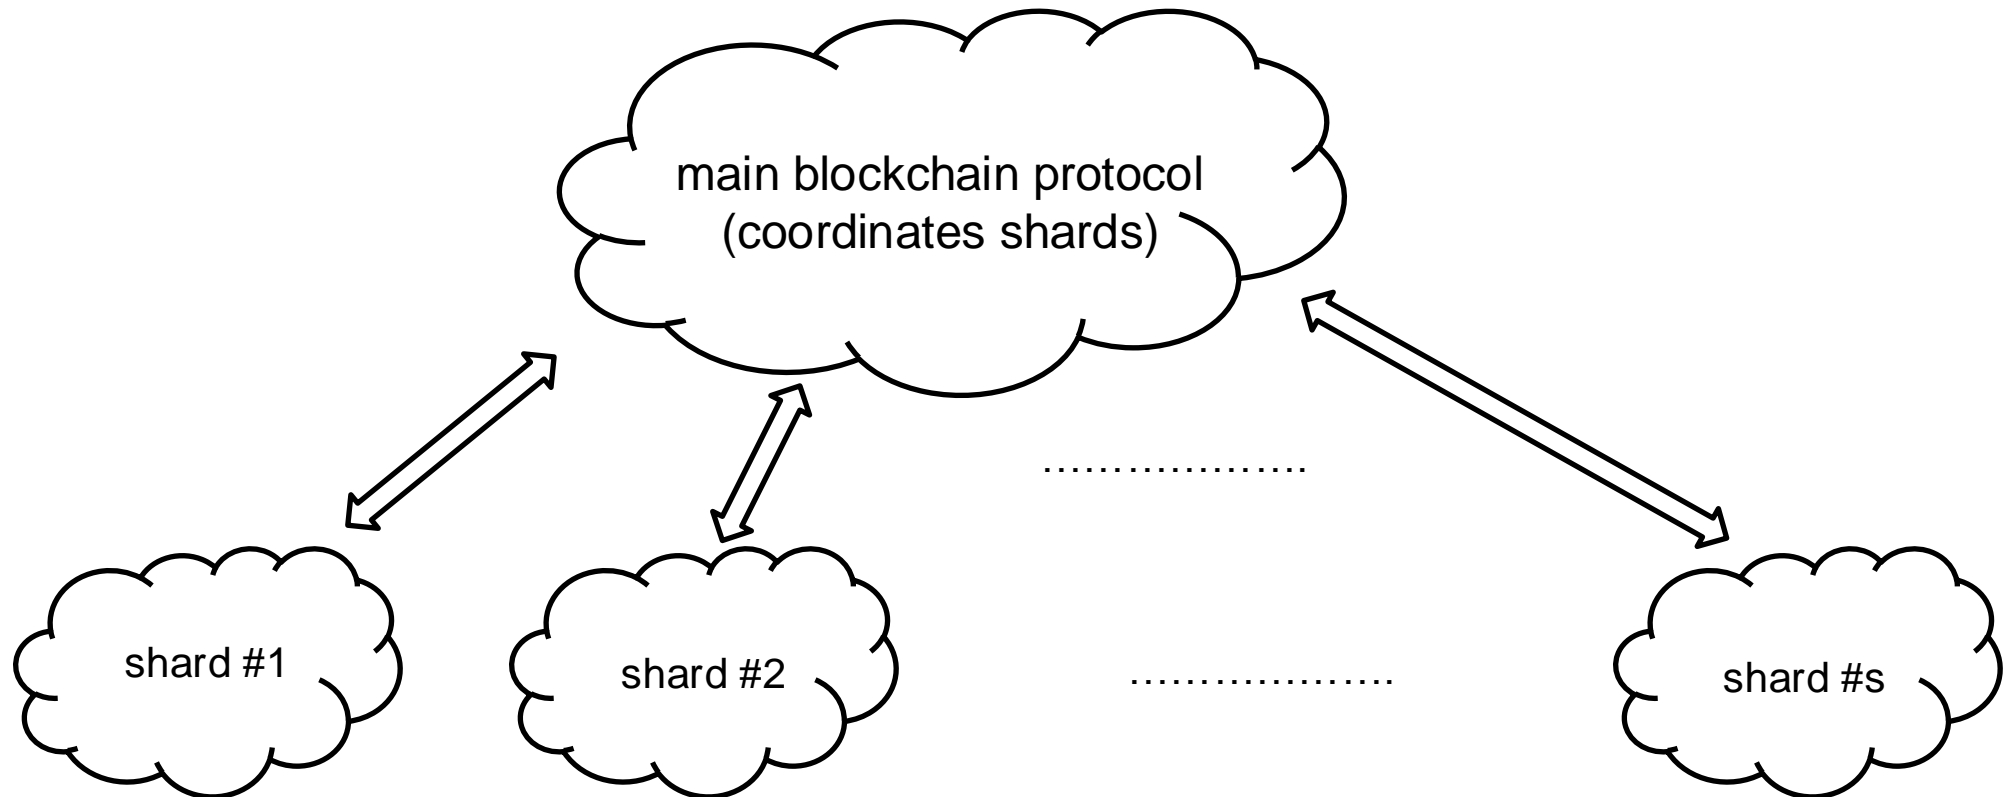 main blockchain protocol
(coordinates shards)
...................
shard #1
shard #2
...................
shard #s